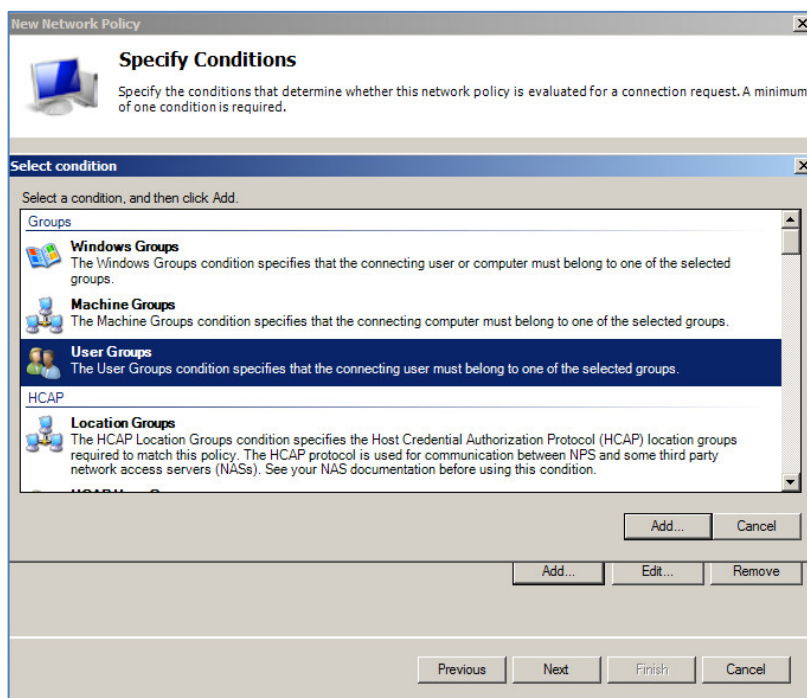 New Network Policy
Specify Conditions
Specify the conditions that determine whether this network policy is evaluated for a connection request. A minimum
of one condition is required.
Select condition
Select a condition, and then click Add.
Groups
Windows Groups
The Windows Groups condition specifies that the connecting user or computer must belong to one of the selected
groups.
Machine Groups
The Machine Groups condition specifies that the connecting computer must belong to one of the selected groups.
User Groups
The User Groups condition specifies that the connecting user must belong to one of the selected groups.
HCAP
Location Groups
The HCAP Location Groups condition specifies the Host Credential Authorization Protocol (HCAP) location groups
required to match this policy. The HCAP protocol is used for communication between NPS and some third party
network access servers (NASs). See your NAS documentation before using this condition.
Add... Cancel
Add... Edit... Remove
Previous Next Finish Cancel